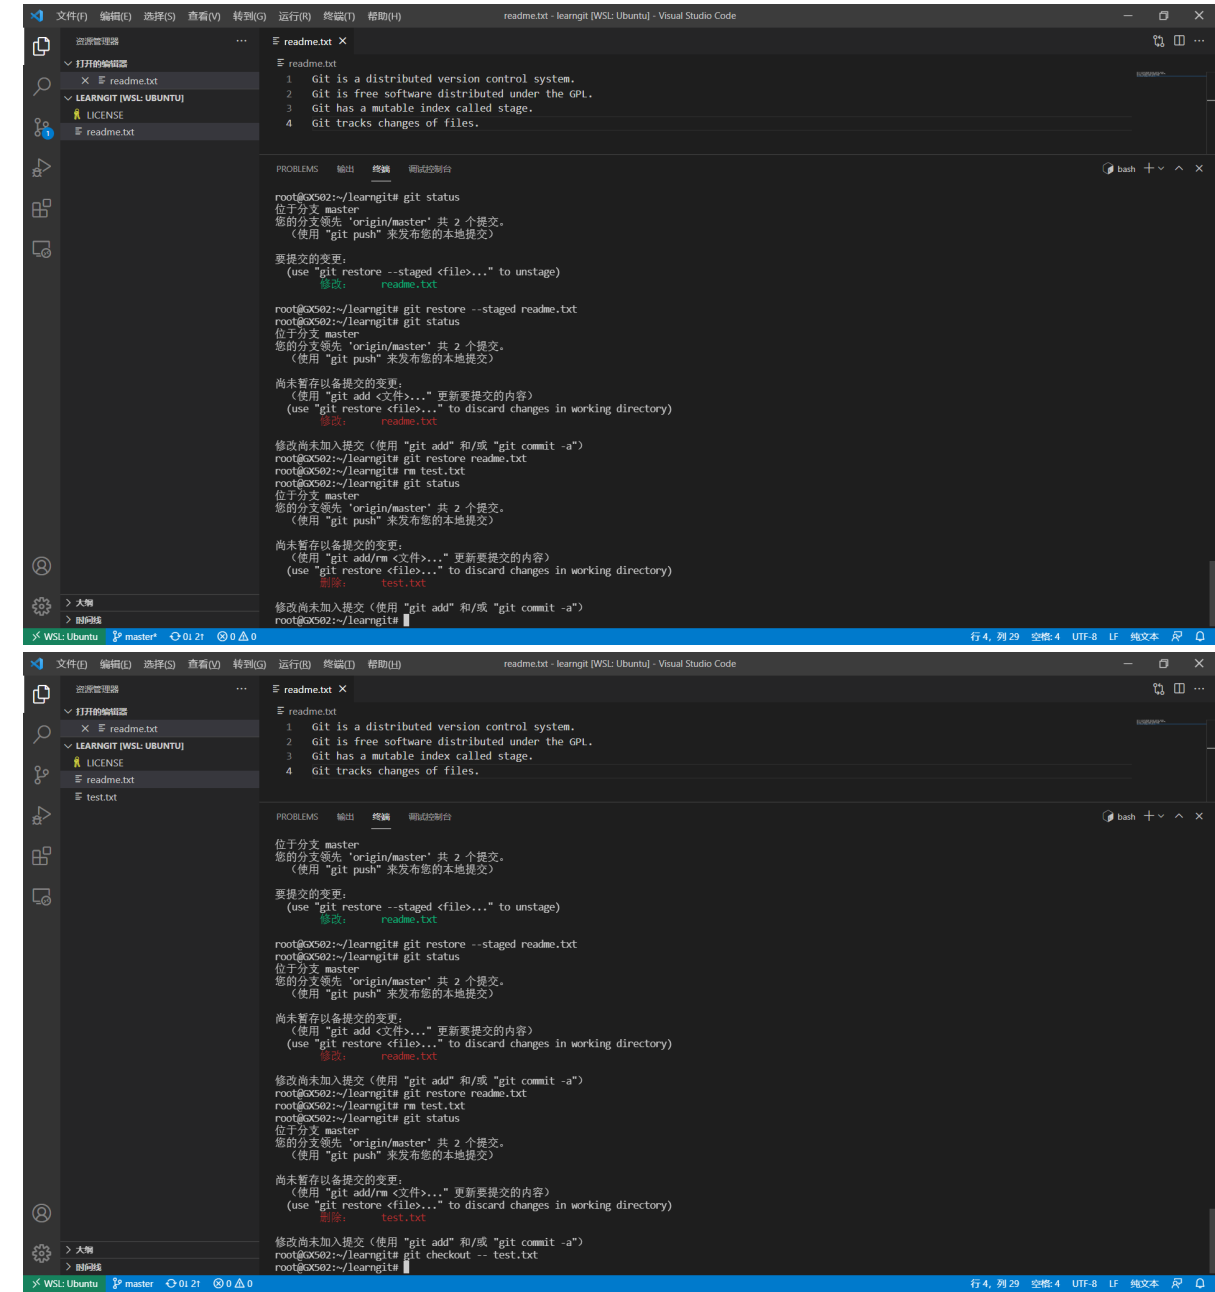 文件(F) 编辑(E) 选择(S) 查看(V) 转到(G) 运行(R) 终端(T) 帮助(H) readme.txt - learngit [WSL: Ubuntu] - Visual Studio Code
资源管理器 ···
打开的编辑器
readme.txt
LEARNGIT [WSL: UBUNTU]
LICENSE
readme.txt
1
readme.txt
readme.txt
1 Git is a distributed version control system.
2 Git is free software distributed under the GPL.
3 Git has a mutable index called stage.
4 Git tracks changes of files.
PROBLEMS 输出 终端 调试控制台 bash
root@GX502:~/learngit# git status
位于分支 master
您的分支领先 'origin/master' 共 2 个提交。
（使用 "git push" 来发布您的本地提交）
要提交的变更：
(use "git restore --staged <file>..." to unstage)
修改： readme.txt
root@GX502:~/learngit# git restore --staged readme.txt
root@GX502:~/learngit# git status
位于分支 master
您的分支领先 'origin/master' 共 2 个提交。
（使用 "git push" 来发布您的本地提交）
尚未暂存以备提交的变更：
（使用 "git add <文件>..." 更新要提交的内容）
(use "git restore <file>..." to discard changes in working directory)
修改： readme.txt
修改尚未加入提交（使用 "git add" 和/或 "git commit -a"）
root@GX502:~/learngit# git restore readme.txt
root@GX502:~/learngit# rm test.txt
root@GX502:~/learngit# git status
位于分支 master
您的分支领先 'origin/master' 共 2 个提交。
（使用 "git push" 来发布您的本地提交）
尚未暂存以备提交的变更：
（使用 "git add/rm <文件>..." 更新要提交的内容）
(use "git restore <file>..." to discard changes in working directory)
删除： test.txt
修改尚未加入提交（使用 "git add" 和/或 "git commit -a"）
root@GX502:~/learngit#
大纲
时间线
WSL: Ubuntu master* 0↓ 2↑ 0 0 行 4，列 29 空格: 4 UTF-8 LF 纯文本
文件(F) 编辑(E) 选择(S) 查看(V) 转到(G) 运行(R) 终端(T) 帮助(H) readme.txt - learngit [WSL: Ubuntu] - Visual Studio Code
资源管理器 ···
打开的编辑器
readme.txt
LEARNGIT [WSL: UBUNTU]
LICENSE
readme.txt
test.txt
readme.txt
readme.txt
1 Git is a distributed version control system.
2 Git is free software distributed under the GPL.
3 Git has a mutable index called stage.
4 Git tracks changes of files.
PROBLEMS 输出 终端 调试控制台 bash
位于分支 master
您的分支领先 'origin/master' 共 2 个提交。
（使用 "git push" 来发布您的本地提交）
要提交的变更：
(use "git restore --staged <file>..." to unstage)
修改： readme.txt
root@GX502:~/learngit# git restore --staged readme.txt
root@GX502:~/learngit# git status
位于分支 master
您的分支领先 'origin/master' 共 2 个提交。
（使用 "git push" 来发布您的本地提交）
尚未暂存以备提交的变更：
（使用 "git add <文件>..." 更新要提交的内容）
(use "git restore <file>..." to discard changes in working directory)
修改： readme.txt
修改尚未加入提交（使用 "git add" 和/或 "git commit -a"）
root@GX502:~/learngit# git restore readme.txt
root@GX502:~/learngit# rm test.txt
root@GX502:~/learngit# git status
位于分支 master
您的分支领先 'origin/master' 共 2 个提交。
（使用 "git push" 来发布您的本地提交）
尚未暂存以备提交的变更：
（使用 "git add/rm <文件>..." 更新要提交的内容）
(use "git restore <file>..." to discard changes in working directory)
删除： test.txt
修改尚未加入提交（使用 "git add" 和/或 "git commit -a"）
root@GX502:~/learngit# git checkout -- test.txt
root@GX502:~/learngit#
大纲
时间线
WSL: Ubuntu master 0↓ 2↑ 0 0 行 4，列 29 空格: 4 UTF-8 LF 纯文本